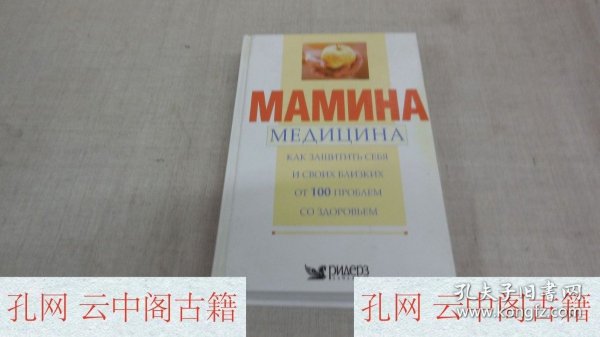 МАМИНА
МЕДИЦИНА
КАК ЗАЩИТИТЬ СЕБЯ
И СВОИХ БЛИЗКИХ
ОТ 100 ПРОБЛЕМ
СО ЗДОРОВЬЕМ
РИДЕРЗ
孔网 云中阁古籍
孔网 云中阁古籍
孔夫子旧书网
www.kongfz.com